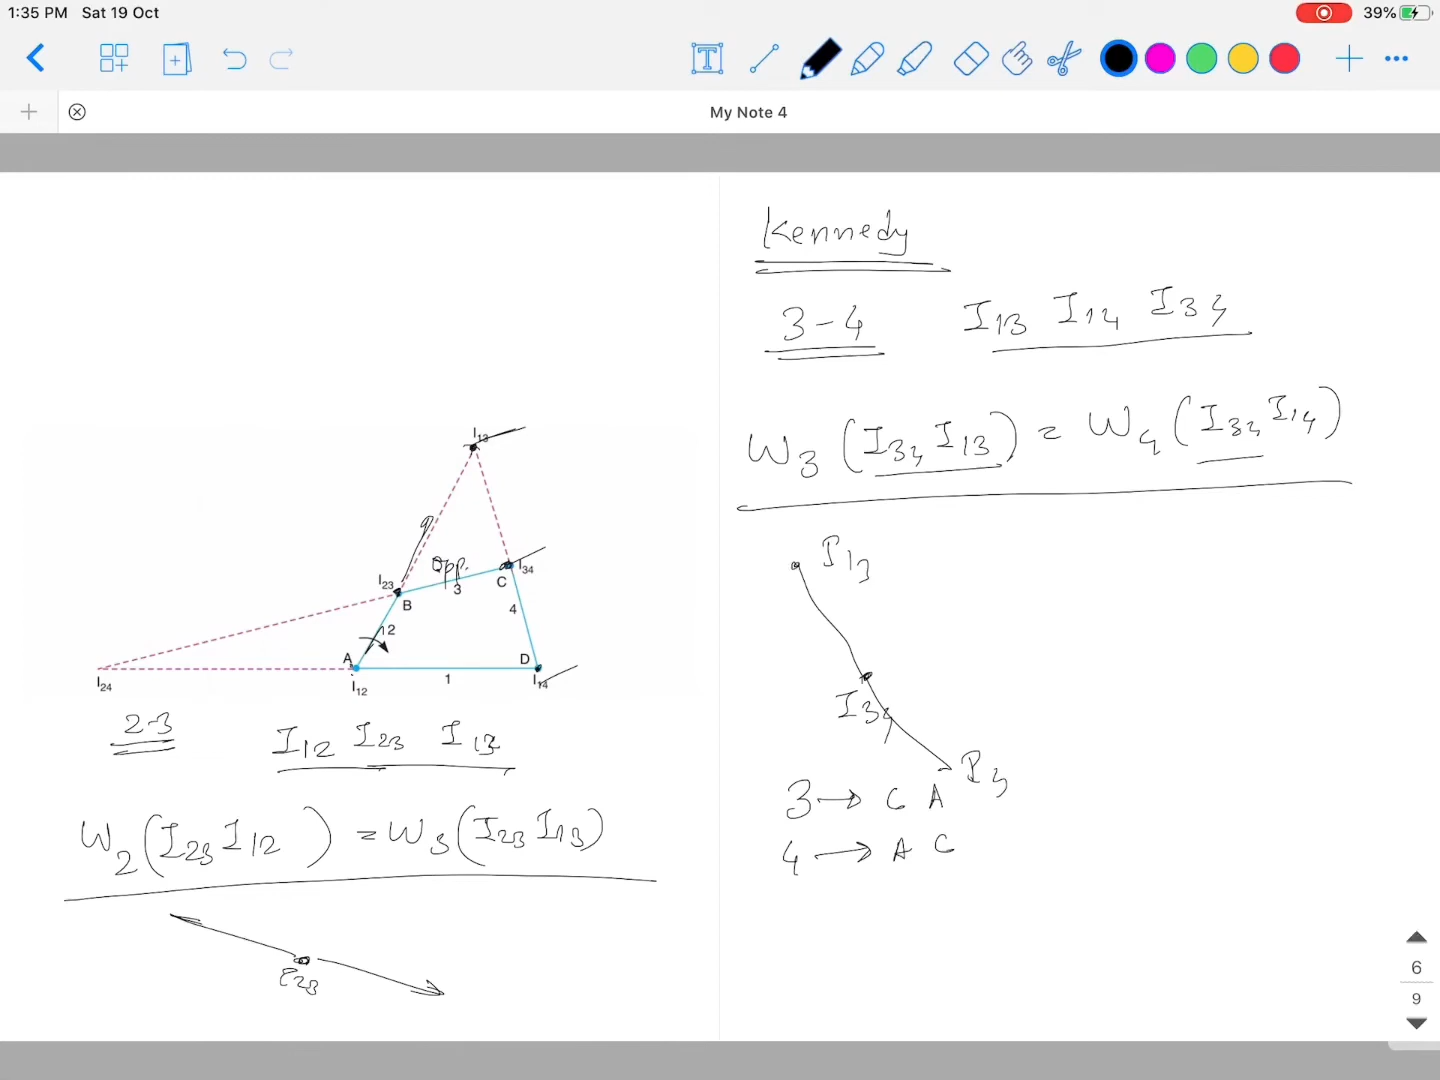 1:35 PM Sat 19 Oct
39%
My Note 4
I13
I23
Opp.
C
I34
3
B
4
2
A
D
I24
I12
1
I14
2-3
I12 I23 I13
W2 (I23 I12) = W3 (I23 I13)
I23
Kennedy
3-4 I13 I14 I34
W3 (I34 I13) = W4 (I34 I14)
I13
I34
3 → C A
4 → A C
6
9